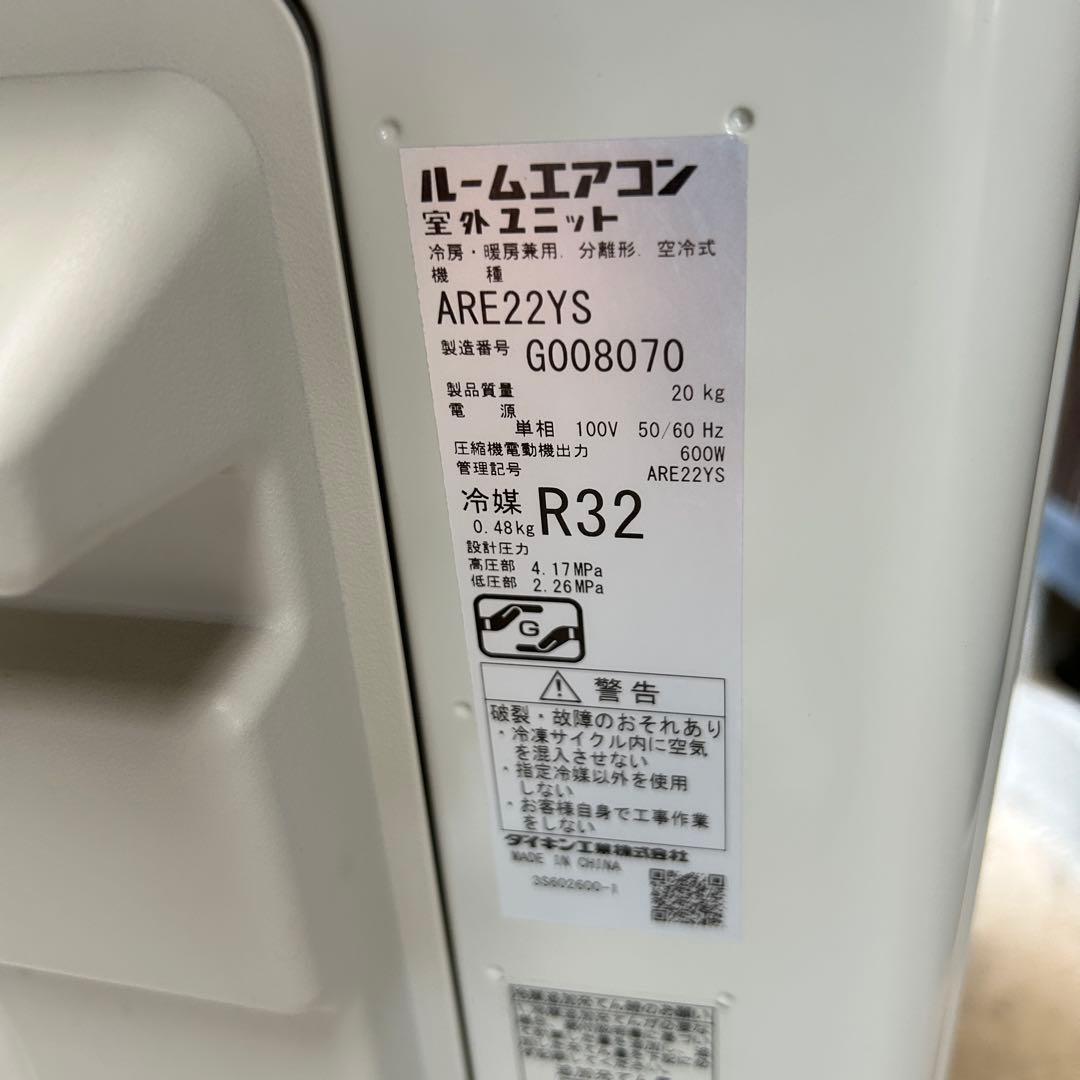 ルームエアコン
室外ユニット
冷房・暖房兼用. 分離形. 空冷式
機 種
ARE22YS
製造番号 G008070
製品質量 20 kg
電 源
単相 100V 50/60 Hz
圧縮機電動機出力 600W
管理記号 ARE22YS
冷媒 R32
0.48kg
設計圧力
高圧部 4.17MPa
低圧部 2.26MPa
G
警告
破裂・故障のおそれあり
・冷凍サイクル内に空気
を混入させない
・指定冷媒以外を使用
しない
・お客様自身で工事作業
をしない
ダイキン工業株式会社
MADE IN CHINA
3S602600-1